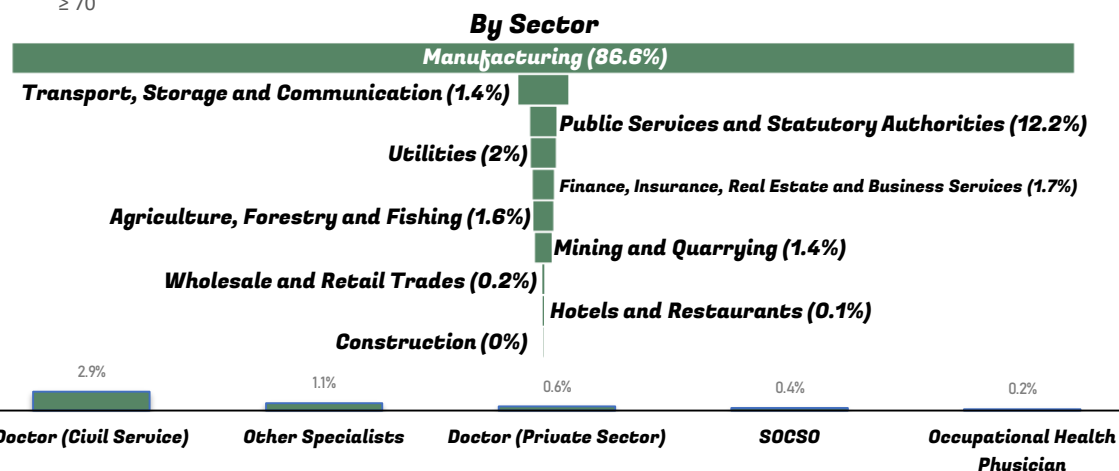 ≥ 70
By Sector
Manufacturing (86.6%)
Transport, Storage and Communication (1.4%)
Public Services and Statutory Authorities (12.2%)
Utilities (2%)
Finance, Insurance, Real Estate and Business Services (1.7%)
Agriculture, Forestry and Fishing (1.6%)
Mining and Quarrying (1.4%)
Wholesale and Retail Trades (0.2%)
Hotels and Restaurants (0.1%)
Construction (0%)
2.9% 1.1% 0.6% 0.4% 0.2%
Doctor (Civil Service) Other Specialists Doctor (Private Sector) SOCSO Occupational Health
Physician